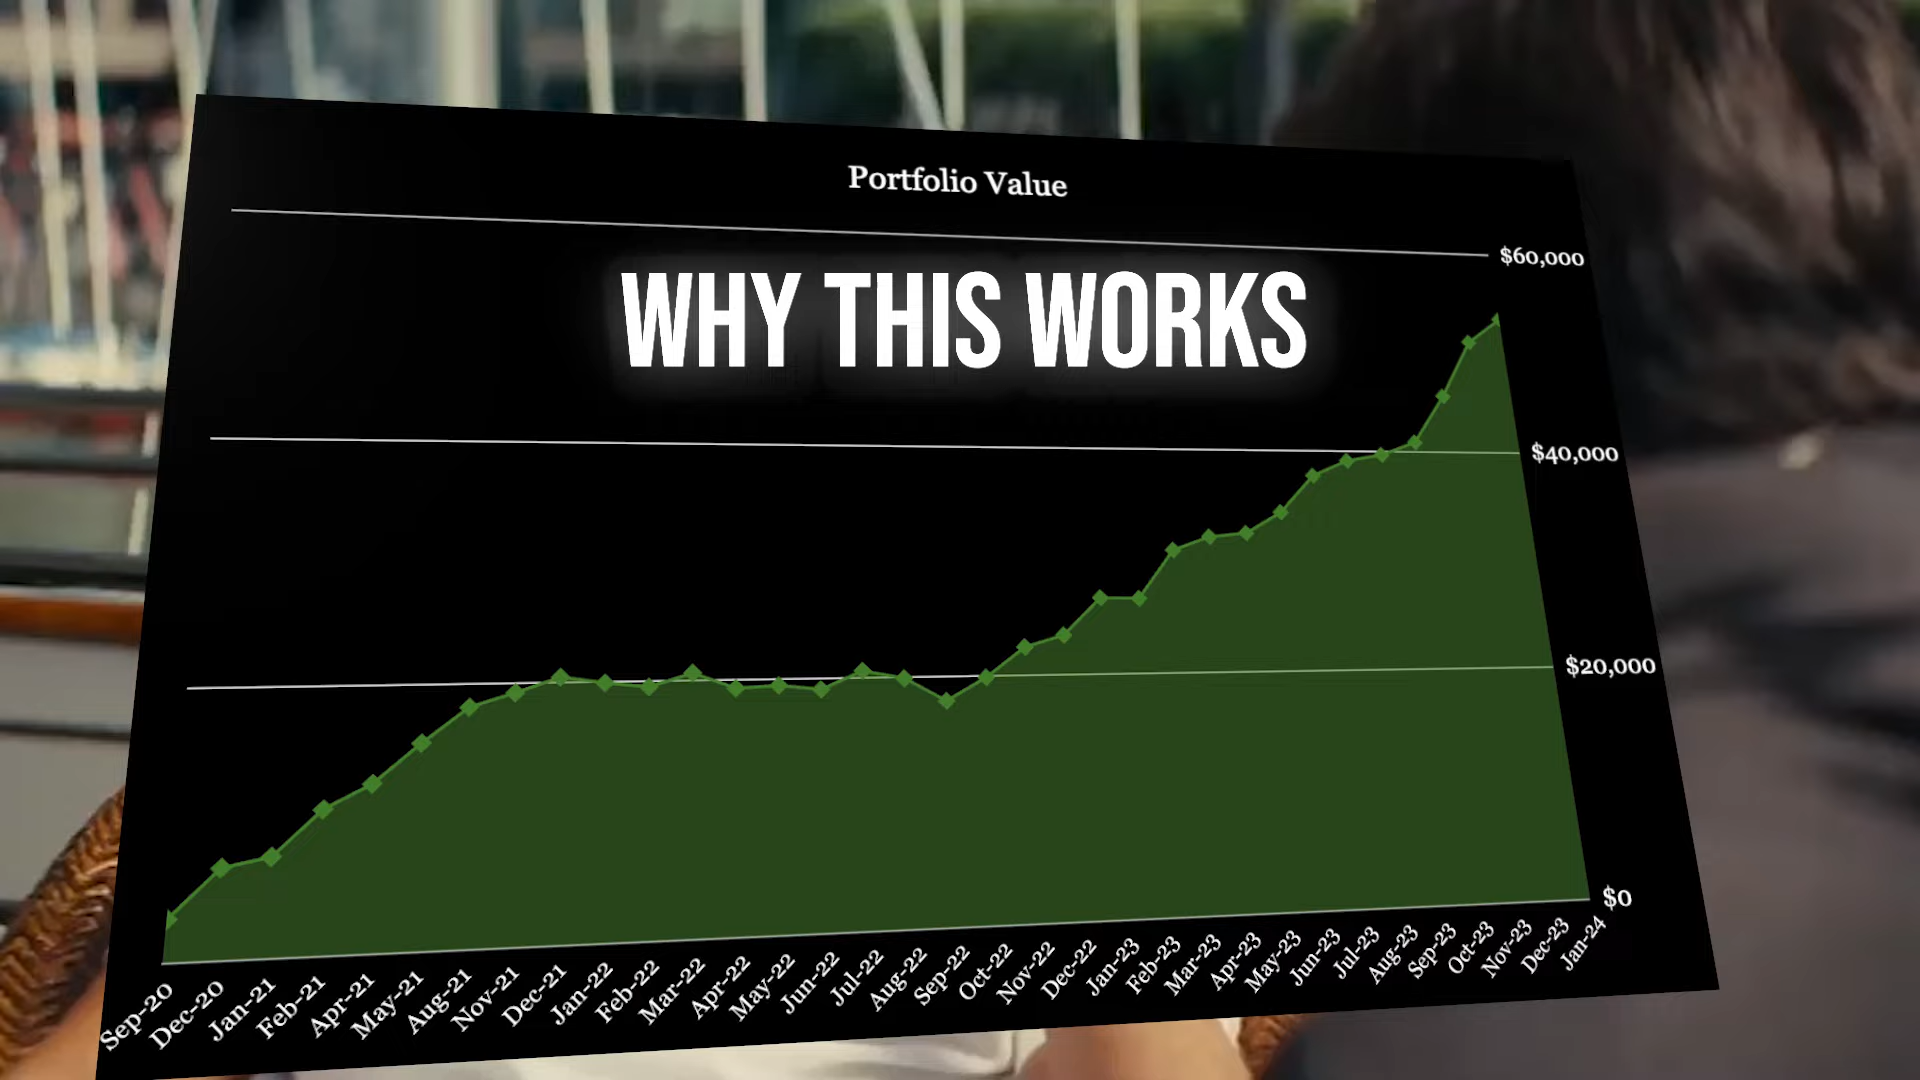 Portfolio Value
$60,000
WHY THIS WORKS
$40,000
$20,000
$0
Sep-20
Dec-20
Jan-21
Feb-21
Apr-21
May-21
Aug-21
Nov-21
Dec-21
Jan-22
Feb-22
Mar-22
Apr-22
May-22
Jun-22
Jul-22
Aug-22
Sep-22
Oct-22
Nov-22
Dec-22
Jan-23
Feb-23
Mar-23
Apr-23
May-23
Jun-23
Jul-23
Aug-23
Sep-23
Oct-23
Nov-23
Dec-23
Jan-24